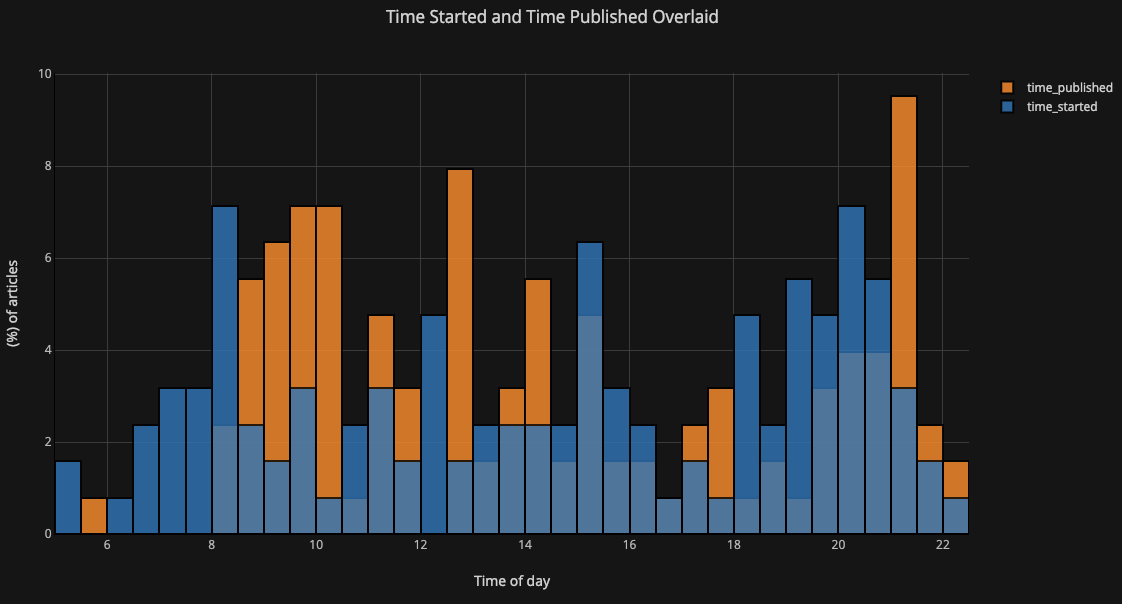 Time Started and Time Published Overlaid
10
8
6
4
2
0
(%) of articles
6 8 10 12 14 16 18 20 22
Time of day
time_published
time_started